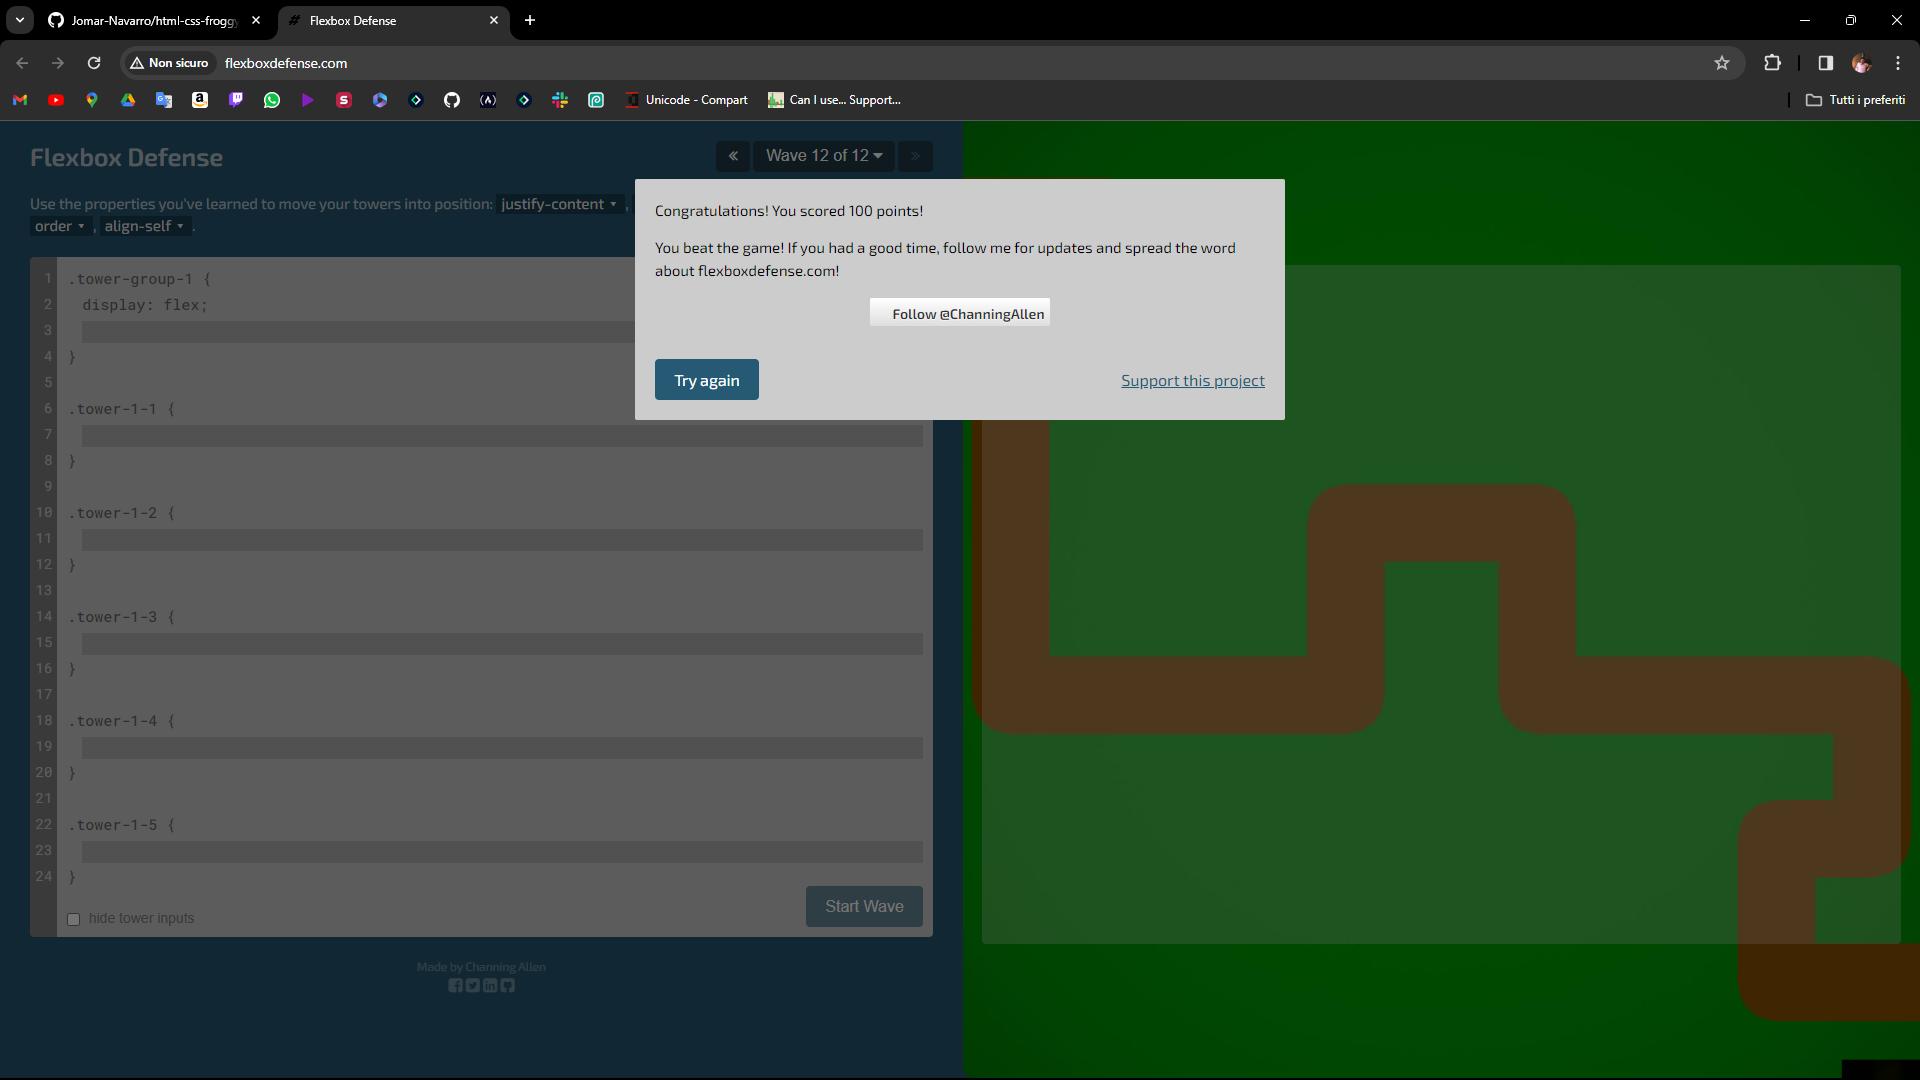 Jomar-Navarro/html-css-frogg
Flexbox Defense
Non sicuro
flexboxdefense.com
Unicode - Compart
Can I use... Support...
Tutti i preferiti
Flexbox Defense
« Wave 12 of 12 »
Use the properties you've learned to move your towers into position: justify-content ,
order , align-self .
Congratulations! You scored 100 points!
You beat the game! If you had a good time, follow me for updates and spread the word
about flexboxdefense.com!
Follow @ChanningAllen
Try again
Support this project
1 .tower-group-1 {
2 display: flex;
3
4 }
5
6 .tower-1-1 {
7
8 }
9
10 .tower-1-2 {
11
12 }
13
14 .tower-1-3 {
15
16 }
17
18 .tower-1-4 {
19
20 }
21
22 .tower-1-5 {
23
24 }
hide tower inputs
Start Wave
Made by Channing Allen